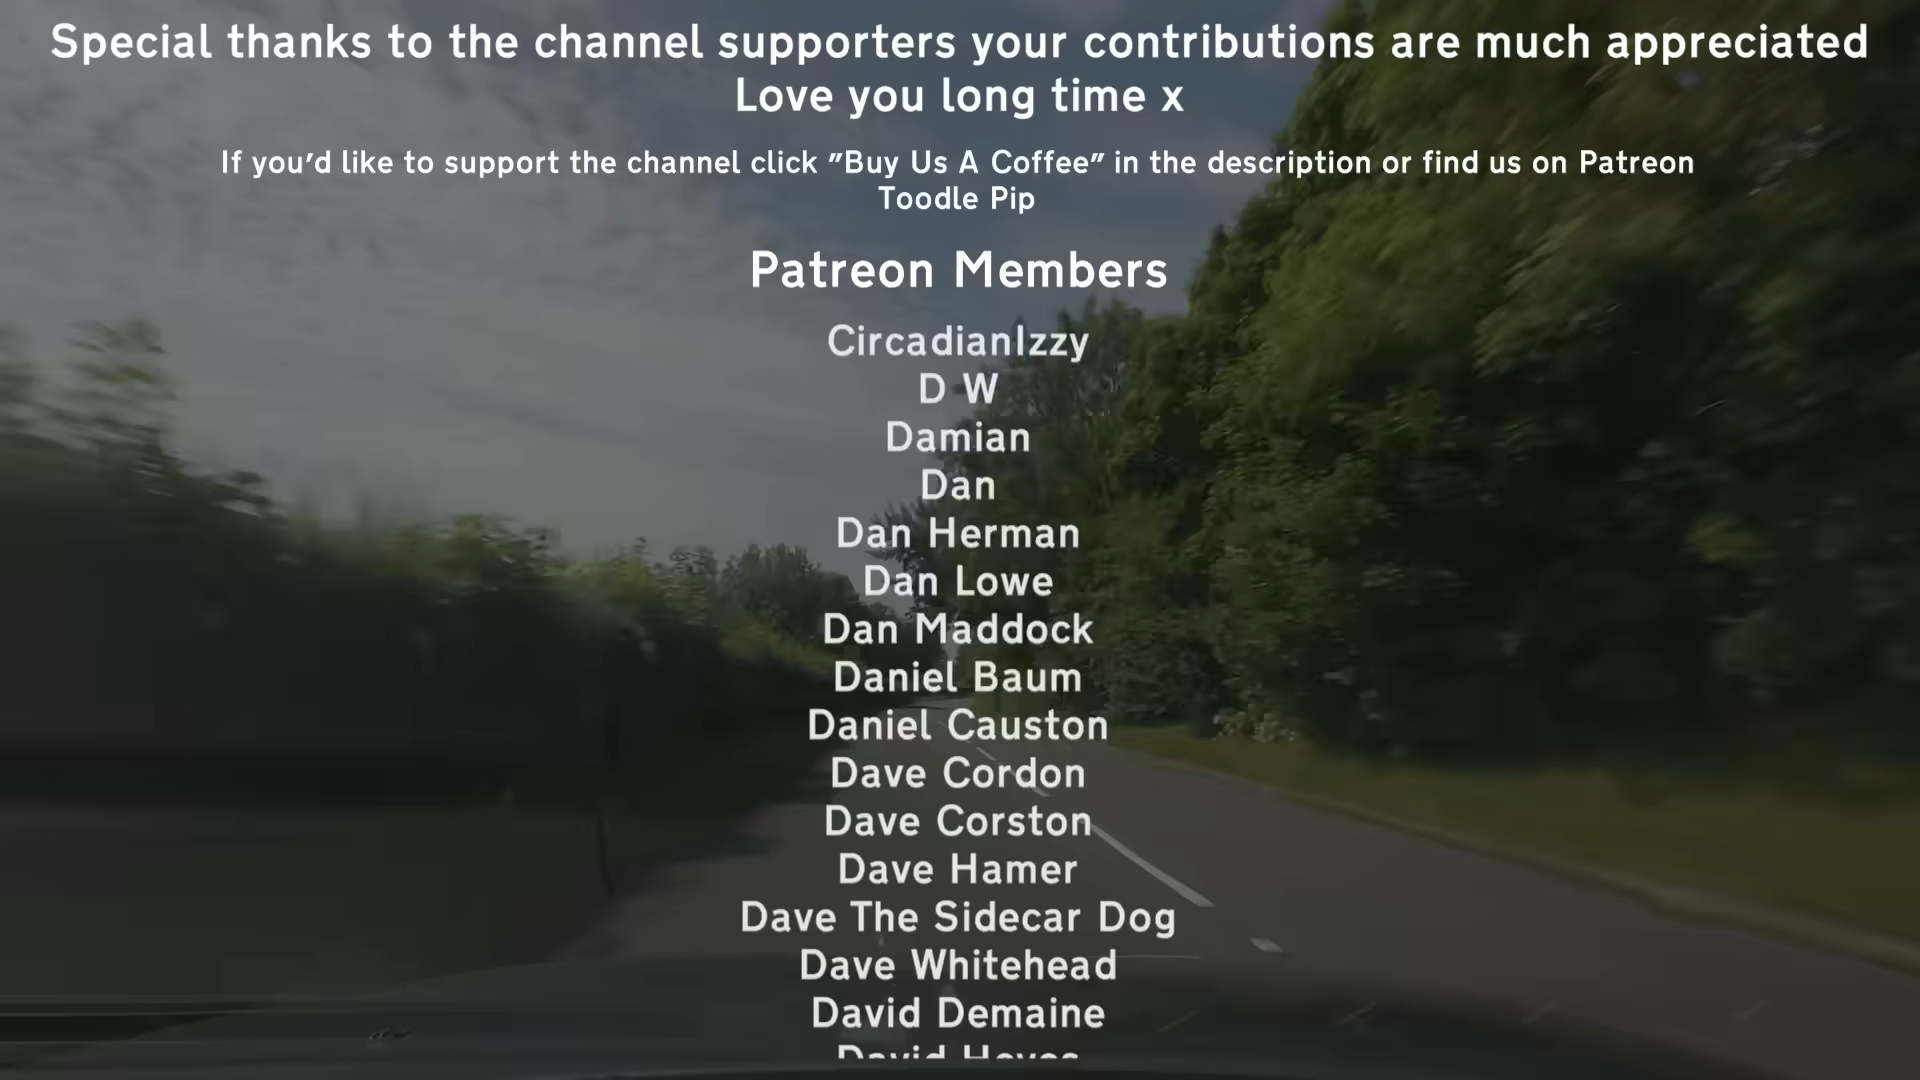 Special thanks to the channel supporters your contributions are much appreciated
Love you long time x
If you'd like to support the channel click "Buy Us A Coffee" in the description or find us on Patreon
Toodle Pip
Patreon Members
CircadianIzzy
D W
Damian
Dan
Dan Herman
Dan Lowe
Dan Maddock
Daniel Baum
Daniel Causton
Dave Cordon
Dave Corston
Dave Hamer
Dave The Sidecar Dog
Dave Whitehead
David Demaine
David